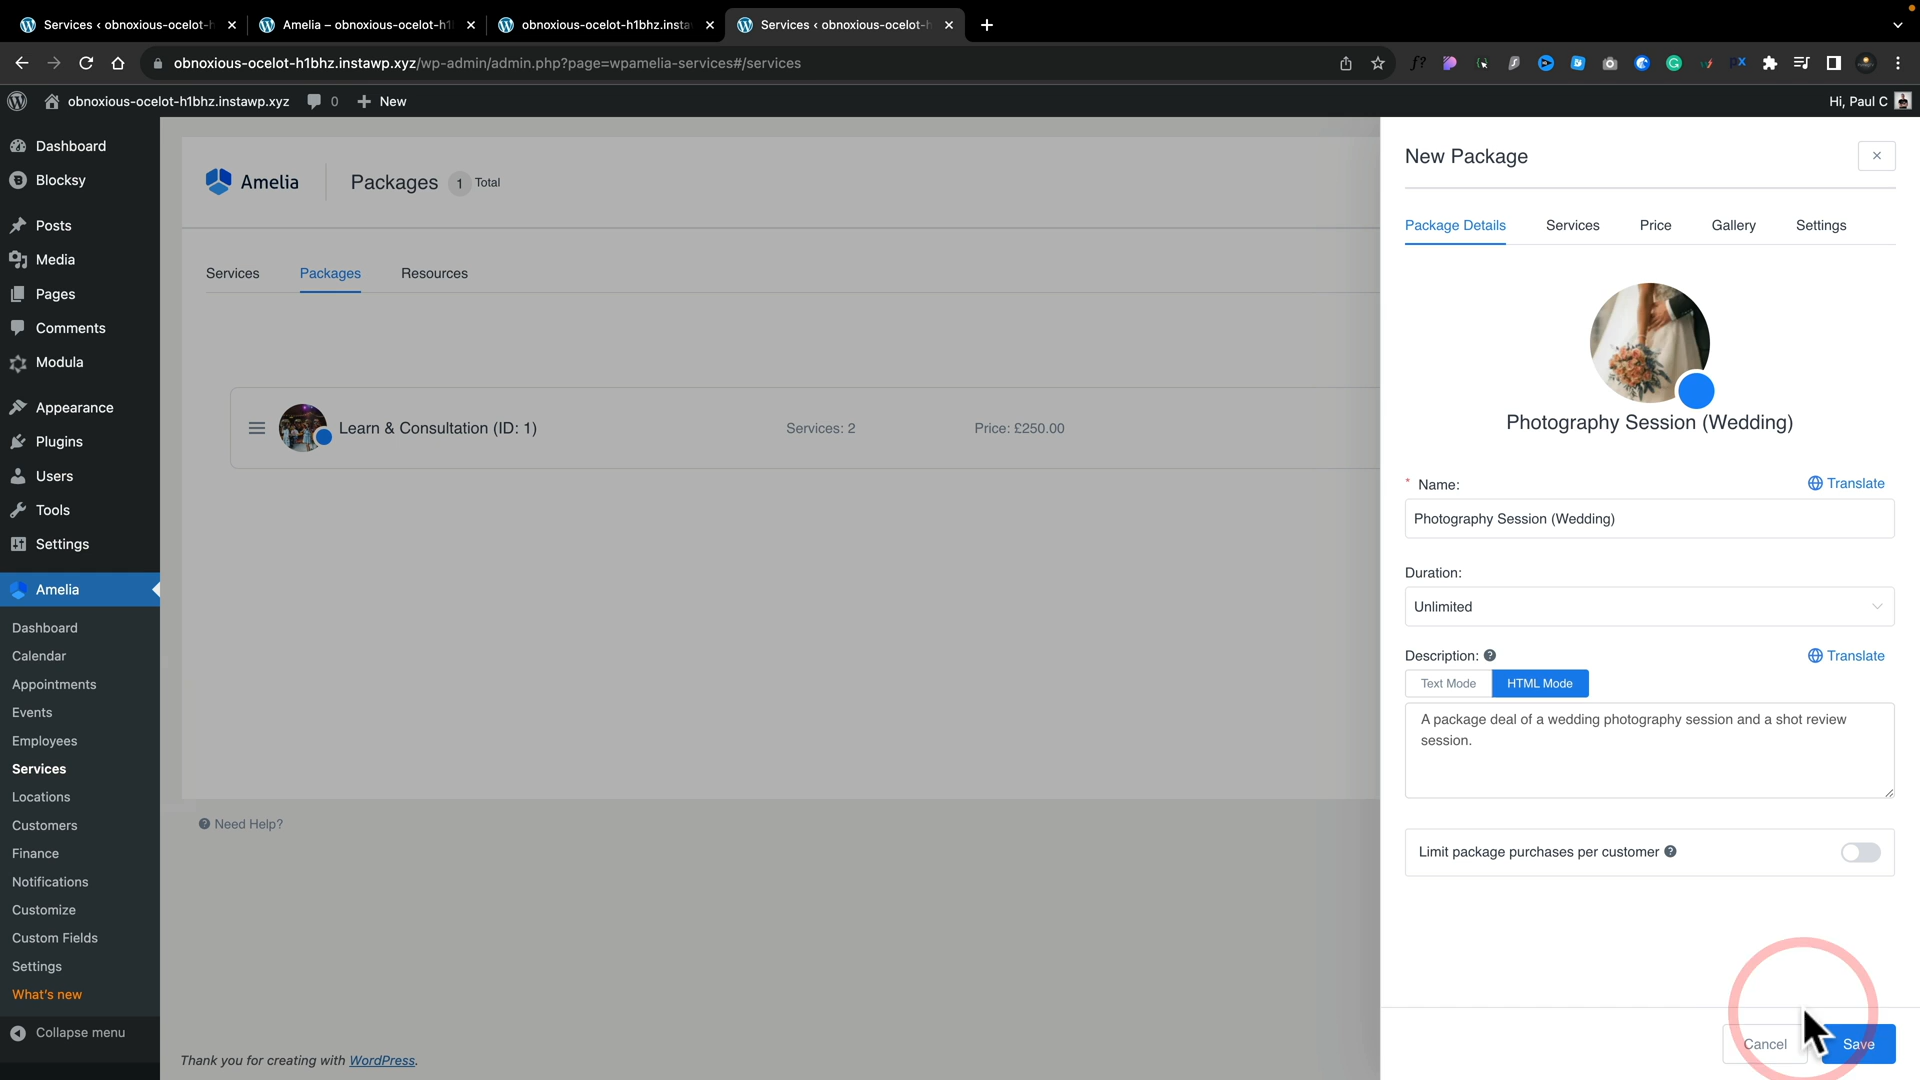 Services ‹ obnoxious-ocelot-h
Amelia – obnoxious-ocelot-h1
obnoxious-ocelot-h1bhz.insta
Services ‹ obnoxious-ocelot-h
obnoxious-ocelot-h1bhz.instawp.xyz/wp-admin/admin.php?page=wpamelia-services#/services
obnoxious-ocelot-h1bhz.instawp.xyz
0
New
Hi, Paul C
Dashboard
Blocksy
Posts
Media
Pages
Comments
Modula
Appearance
Plugins
Users
Tools
Settings
Amelia
Dashboard
Calendar
Appointments
Events
Employees
Services
Locations
Customers
Finance
Notifications
Customize
Custom Fields
Settings
What's new
Collapse menu
Amelia
Packages 1 Total
Services
Packages
Resources
Learn & Consultation (ID: 1)
Services: 2
Price: £250.00
Need Help?
Thank you for creating with WordPress.
New Package
Package Details
Services
Price
Gallery
Settings
Photography Session (Wedding)
* Name:
Translate
Photography Session (Wedding)
Duration:
Unlimited
Description:
Translate
Text Mode
HTML Mode
A package deal of a wedding photography session and a shot review
session.
Limit package purchases per customer
Cancel
Save